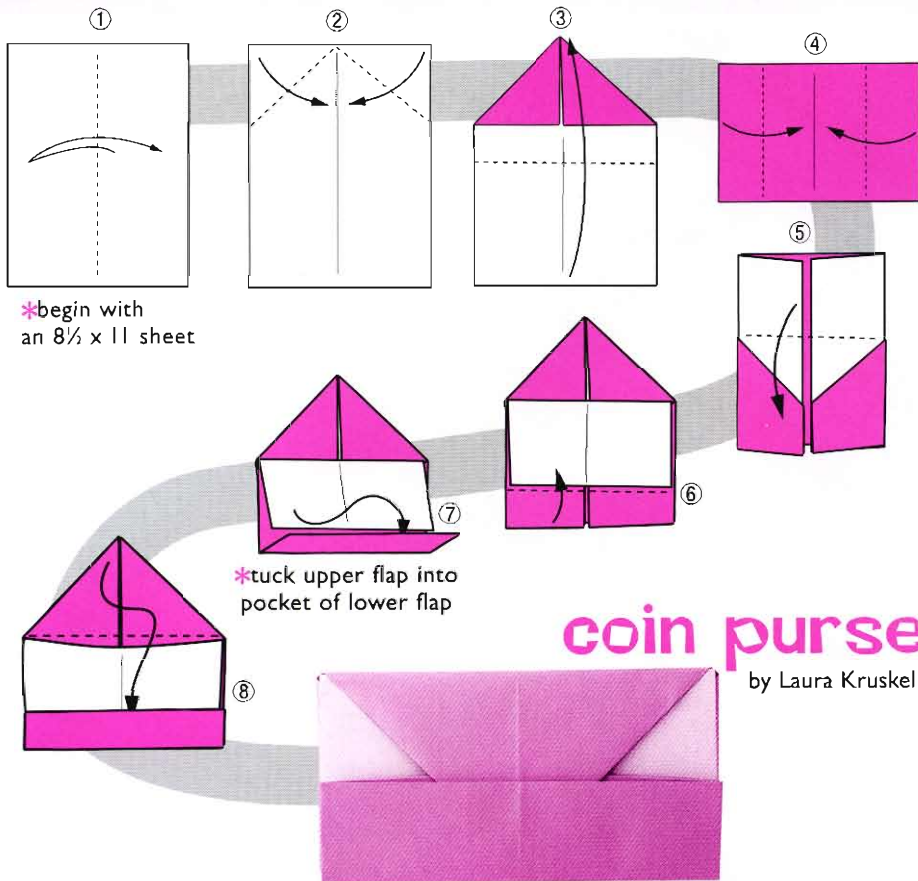 ①
②
③
④
*begin with
an 8½ x 11 sheet
⑤
⑥
⑦
*tuck upper flap into
pocket of lower flap
⑧
coin purse
by Laura Kruskel